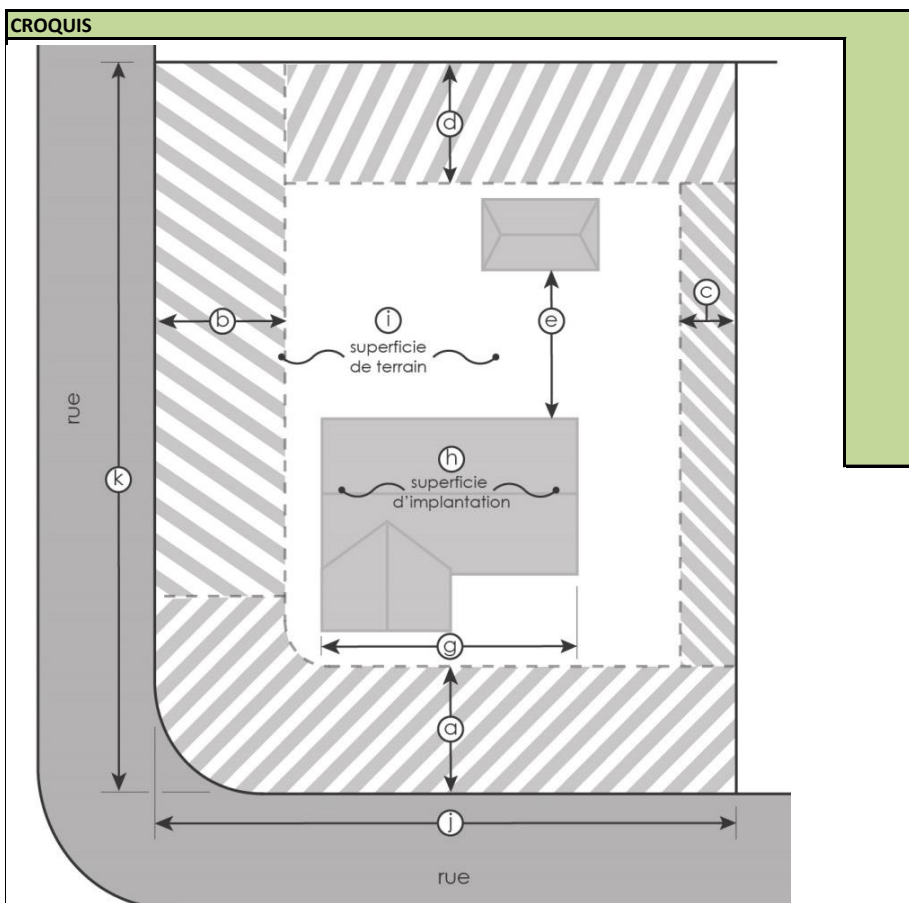 CROQUIS
d
c
b
i
e
superficie
de terrain
rue
h
k
superficie
d'implantation
g
a
j
rue